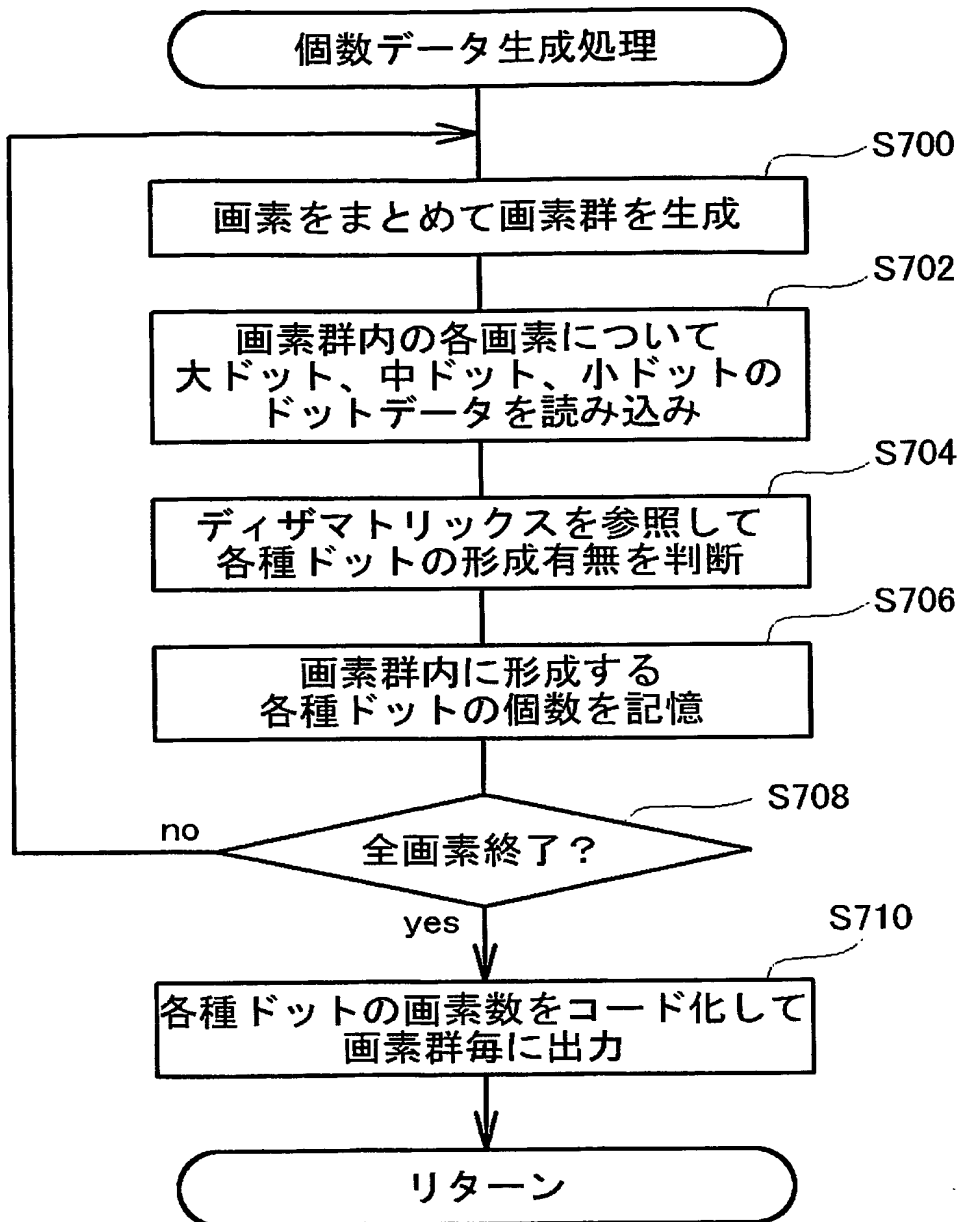 個数データ生成処理
S700
画素をまとめて画素群を生成
S702
画素群内の各画素について
大ドット、中ドット、小ドットの
ドットデータを読み込み
S704
ディザマトリックスを参照して
各種ドットの形成有無を判断
S706
画素群内に形成する
各種ドットの個数を記憶
S708
no
全画素終了？
yes
S710
各種ドットの画素数をコード化して
画素群毎に出力
リターン